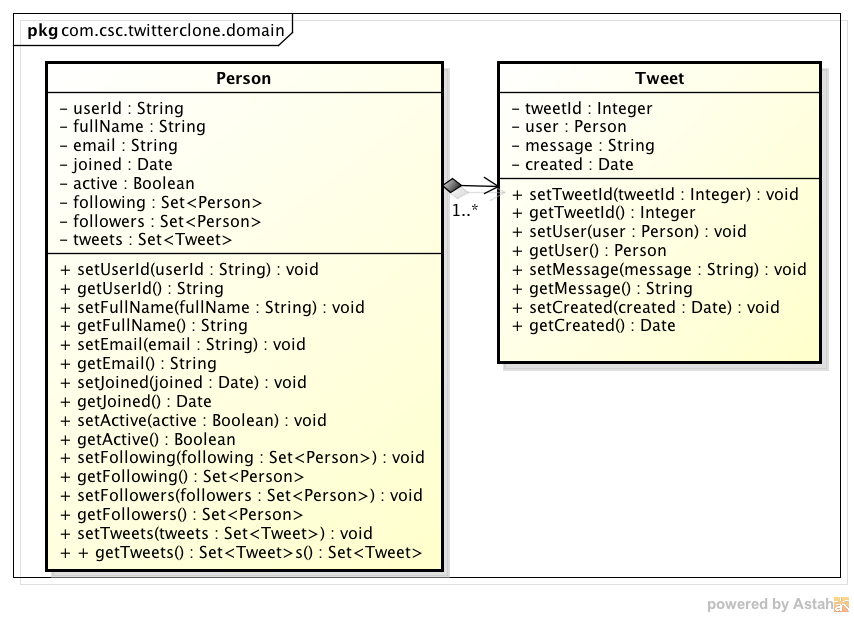 pkg com.csc.twitterclone.domain
Person
- userId : String
- fullName : String
- email : String
- joined : Date
- active : Boolean
- following : Set<Person>
- followers : Set<Person>
- tweets : Set<Tweet>
+ setUserId(userId : String) : void
+ getUserId() : String
+ setFullName(fullName : String) : void
+ getFullName() : String
+ setEmail(email : String) : void
+ getEmail() : String
+ setJoined(joined : Date) : void
+ getJoined() : Date
+ setActive(active : Boolean) : void
+ getActive() : Boolean
+ setFollowing(following : Set<Person>) : void
+ getFollowing() : Set<Person>
+ setFollowers(followers : Set<Person>) : void
+ getFollowers() : Set<Person>
+ setTweets(tweets : Set<Tweet>) : void
+ + getTweets() : Set<Tweet>s() : Set<Tweet>
1..*
Tweet
- tweetId : Integer
- user : Person
- message : String
- created : Date
+ setTweetId(tweetId : Integer) : void
+ getTweetId() : Integer
+ setUser(user : Person) : void
+ getUser() : Person
+ setMessage(message : String) : void
+ getMessage() : String
+ setCreated(created : Date) : void
+ getCreated() : Date
powered by Astah